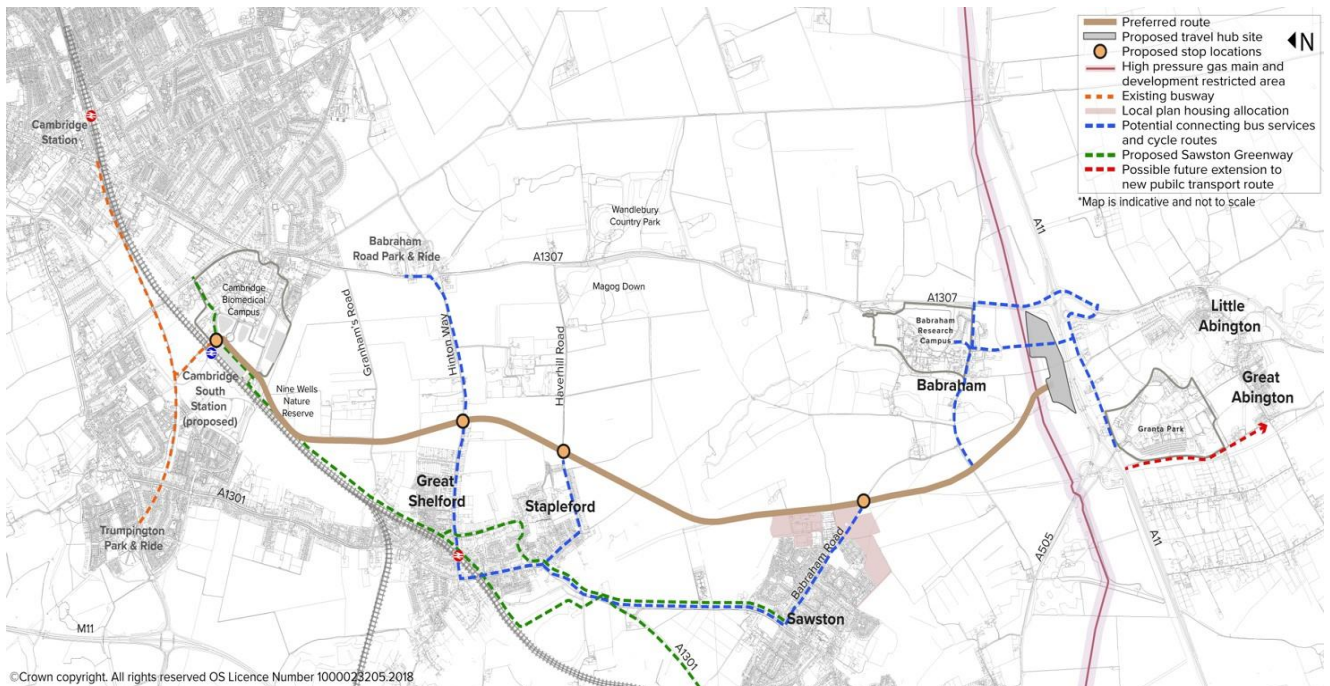 Preferred route
Proposed travel hub site
Proposed stop locations
High pressure gas main and
development restricted area
Existing busway
Local plan housing allocation
Potential connecting bus services
and cycle routes
Proposed Sawston Greenway
Possible future extension to
new public transport route
*Map is indicative and not to scale
N
Cambridge
Station
Cambridge
Biomedical
Campus
Babraham
Road Park & Ride
Wandlebury
Country Park
A1307
Magog Down
Granham's Road
Hinton Way
Haverhill Road
A11
A1307
Babraham
Research
Campus
Babraham
Little
Abington
Great
Abington
Granta Park
Cambridge
South
Station
(proposed)
Nine Wells
Nature
Reserve
A1301
Great
Shelford
Stapleford
Trumpington
Park & Ride
Babraham Road
Sawston
A505
A11
M11
A1301
©Crown copyright. All rights reserved OS Licence Number 1000023205.2018